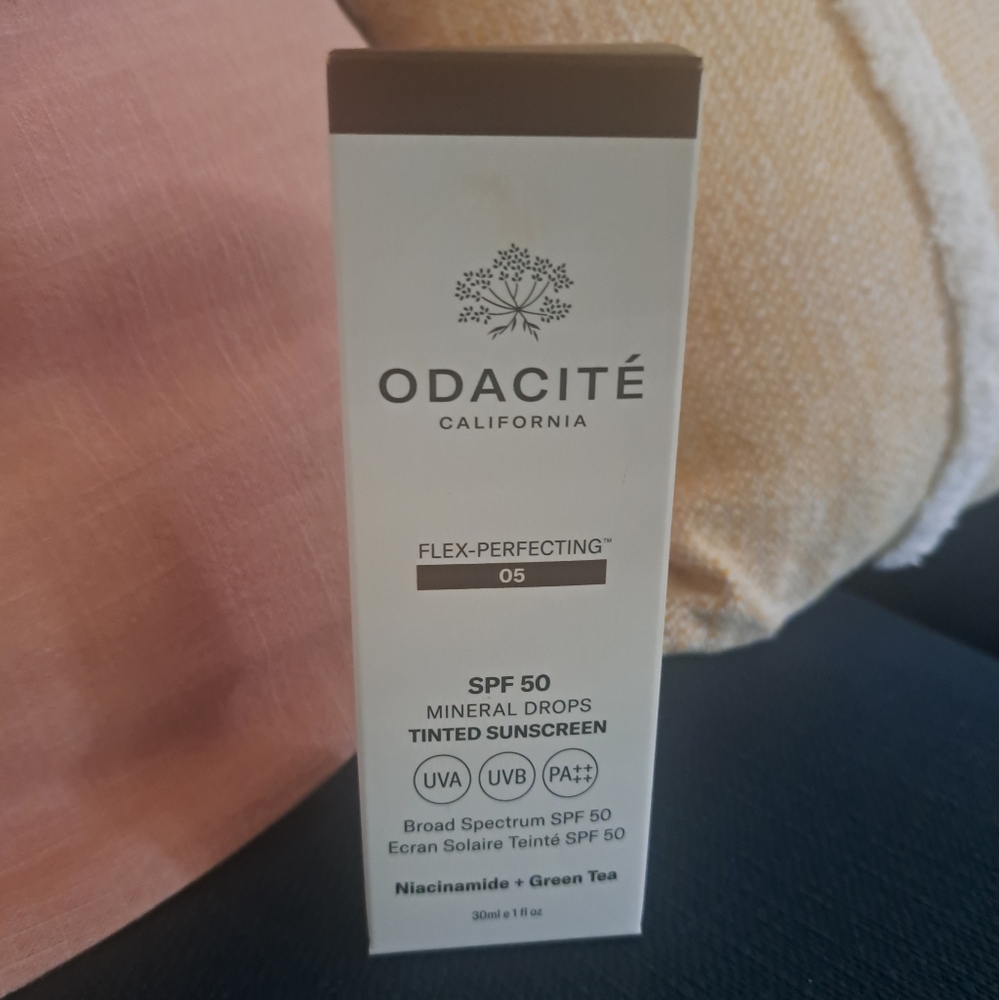 ODACITÉ
CALIFORNIA
FLEX-PERFECTING™
05
SPF 50
MINERAL DROPS
TINTED SUNSCREEN
UVA UVB PA++++
Broad Spectrum SPF 50
Ecran Solaire Teinté SPF 50
Niacinamide + Green Tea
30ml e 1 fl oz